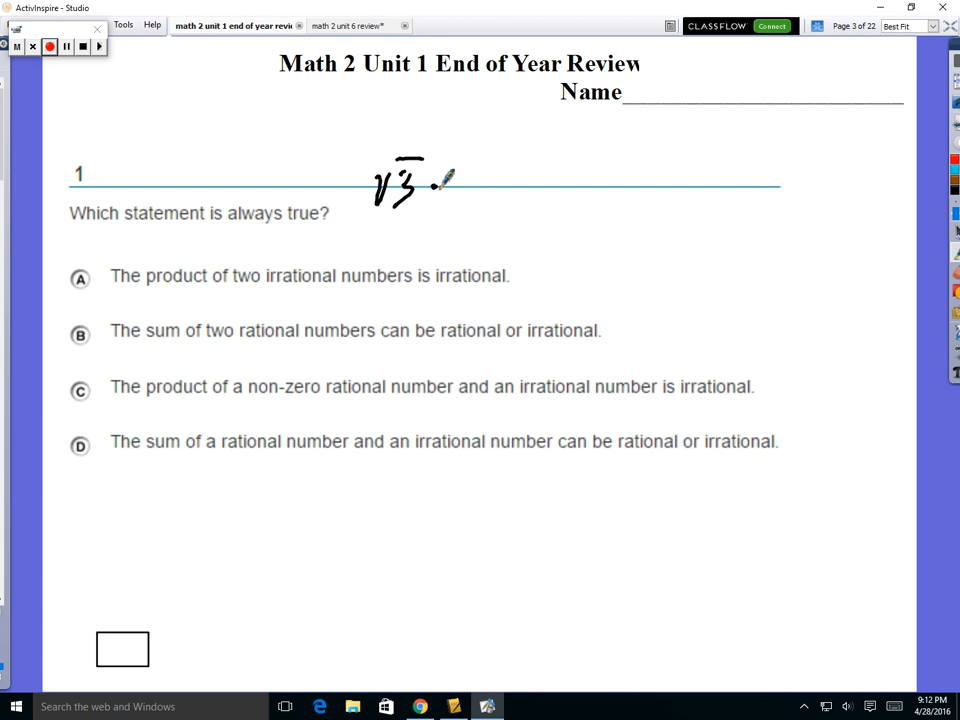 ActivInspire - Studio
Tools Help math 2 unit 1 end of year revi math 2 unit 6 review* CLASSFLOW Connect Page 3 of 22 Best Fit
M
Math 2 Unit 1 End of Year Review
Name
√3 ·
1
Which statement is always true?
A The product of two irrational numbers is irrational.
B The sum of two rational numbers can be rational or irrational.
C The product of a non-zero rational number and an irrational number is irrational.
D The sum of a rational number and an irrational number can be rational or irrational.
Search the web and Windows
9:12 PM
4/28/2016